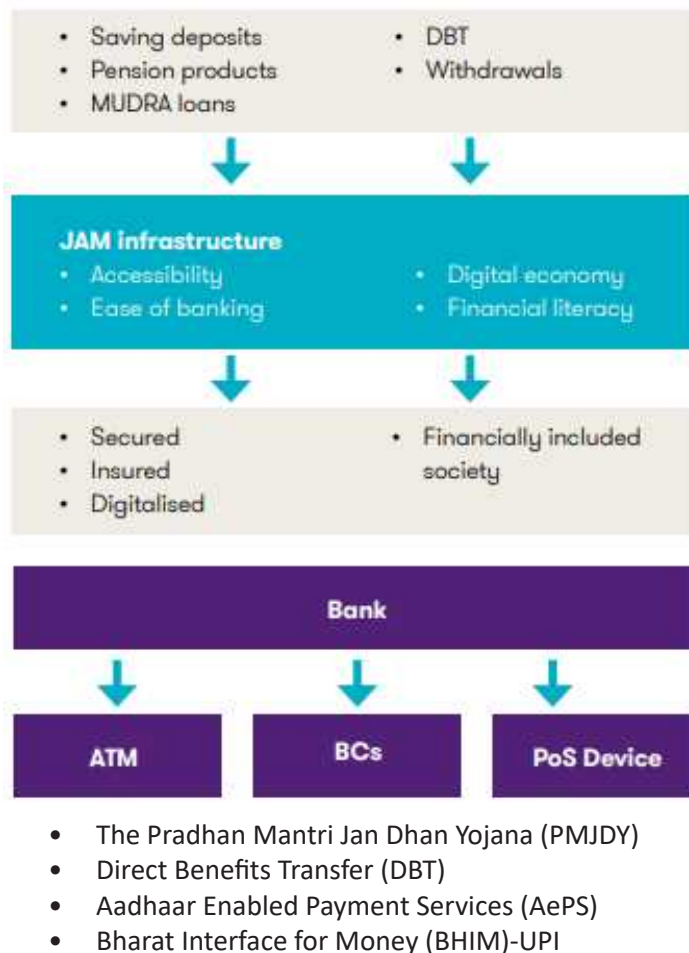 • Saving deposits
• Pension products
• MUDRA loans
• DBT
• Withdrawals
JAM infrastructure
• Accessibility
• Ease of banking
• Digital economy
• Financial literacy
• Secured
• Insured
• Digitalised
• Financially included
society
Bank
ATM
BCs
PoS Device
• The Pradhan Mantri Jan Dhan Yojana (PMJDY)
• Direct Benefits Transfer (DBT)
• Aadhaar Enabled Payment Services (AePS)
• Bharat Interface for Money (BHIM)-UPI